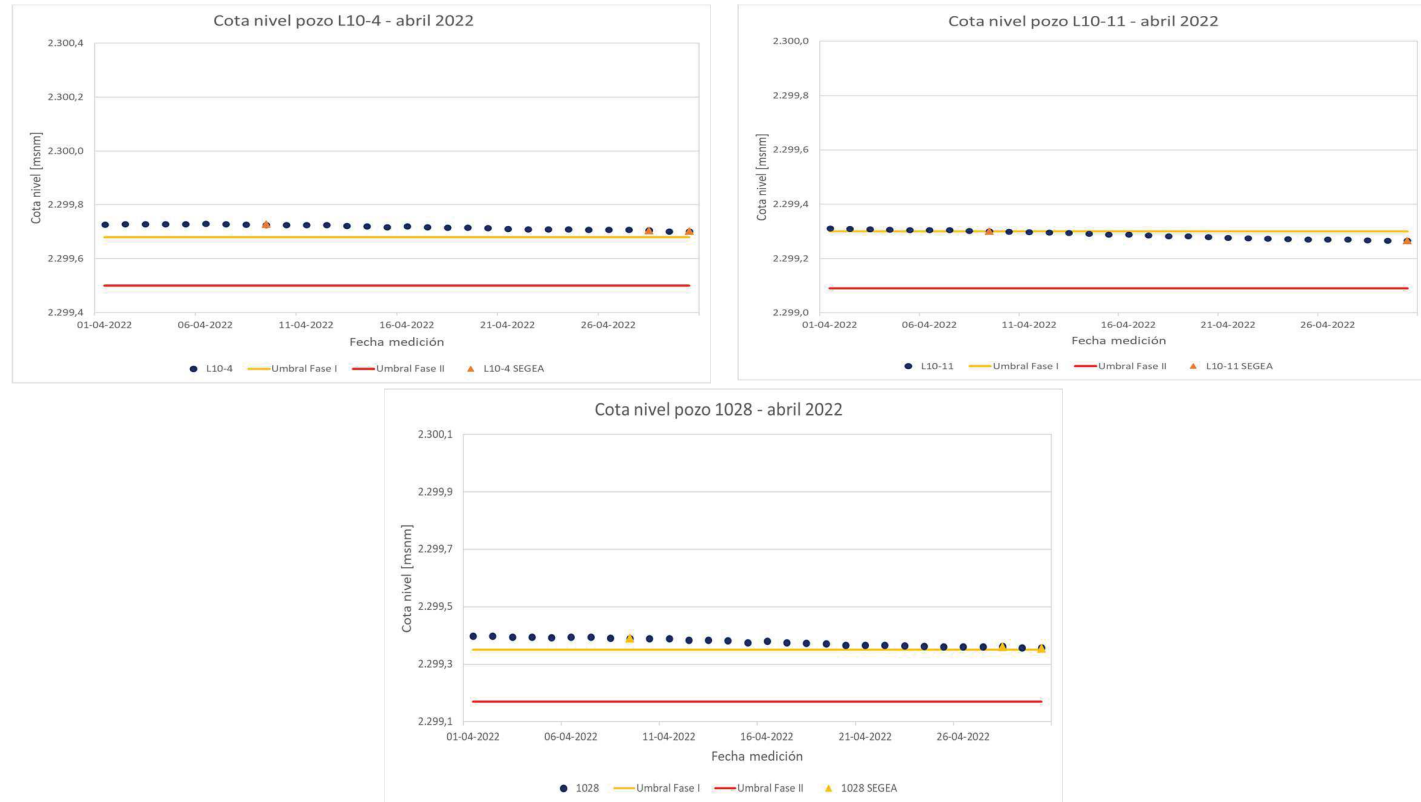 Cota nivel pozo L10-4 - abril 2022
2.300,4
2.300,2
2.300,0
2.299,8
2.299,6
2.299,4
Cota nivel [msnm]
01-04-2022 06-04-2022 11-04-2022 16-04-2022 21-04-2022 26-04-2022
Fecha medición
L10-4 Umbral Fase I Umbral Fase II L10-4 SEGEA
Cota nivel pozo L10-11 - abril 2022
2.300,0
2.299,8
2.299,6
2.299,4
2.299,2
2.299,0
Cota nivel [msnm]
01-04-2022 06-04-2022 11-04-2022 16-04-2022 21-04-2022 26-04-2022
Fecha medición
L10-11 Umbral Fase I Umbral Fase II L10-11 SEGEA
Cota nivel pozo 1028 - abril 2022
2.300,1
2.299,9
2.299,7
2.299,5
2.299,3
2.299,1
Cota nivel [msnm]
01-04-2022 06-04-2022 11-04-2022 16-04-2022 21-04-2022 26-04-2022
Fecha medición
1028 Umbral Fase I Umbral Fase II 1028 SEGEA